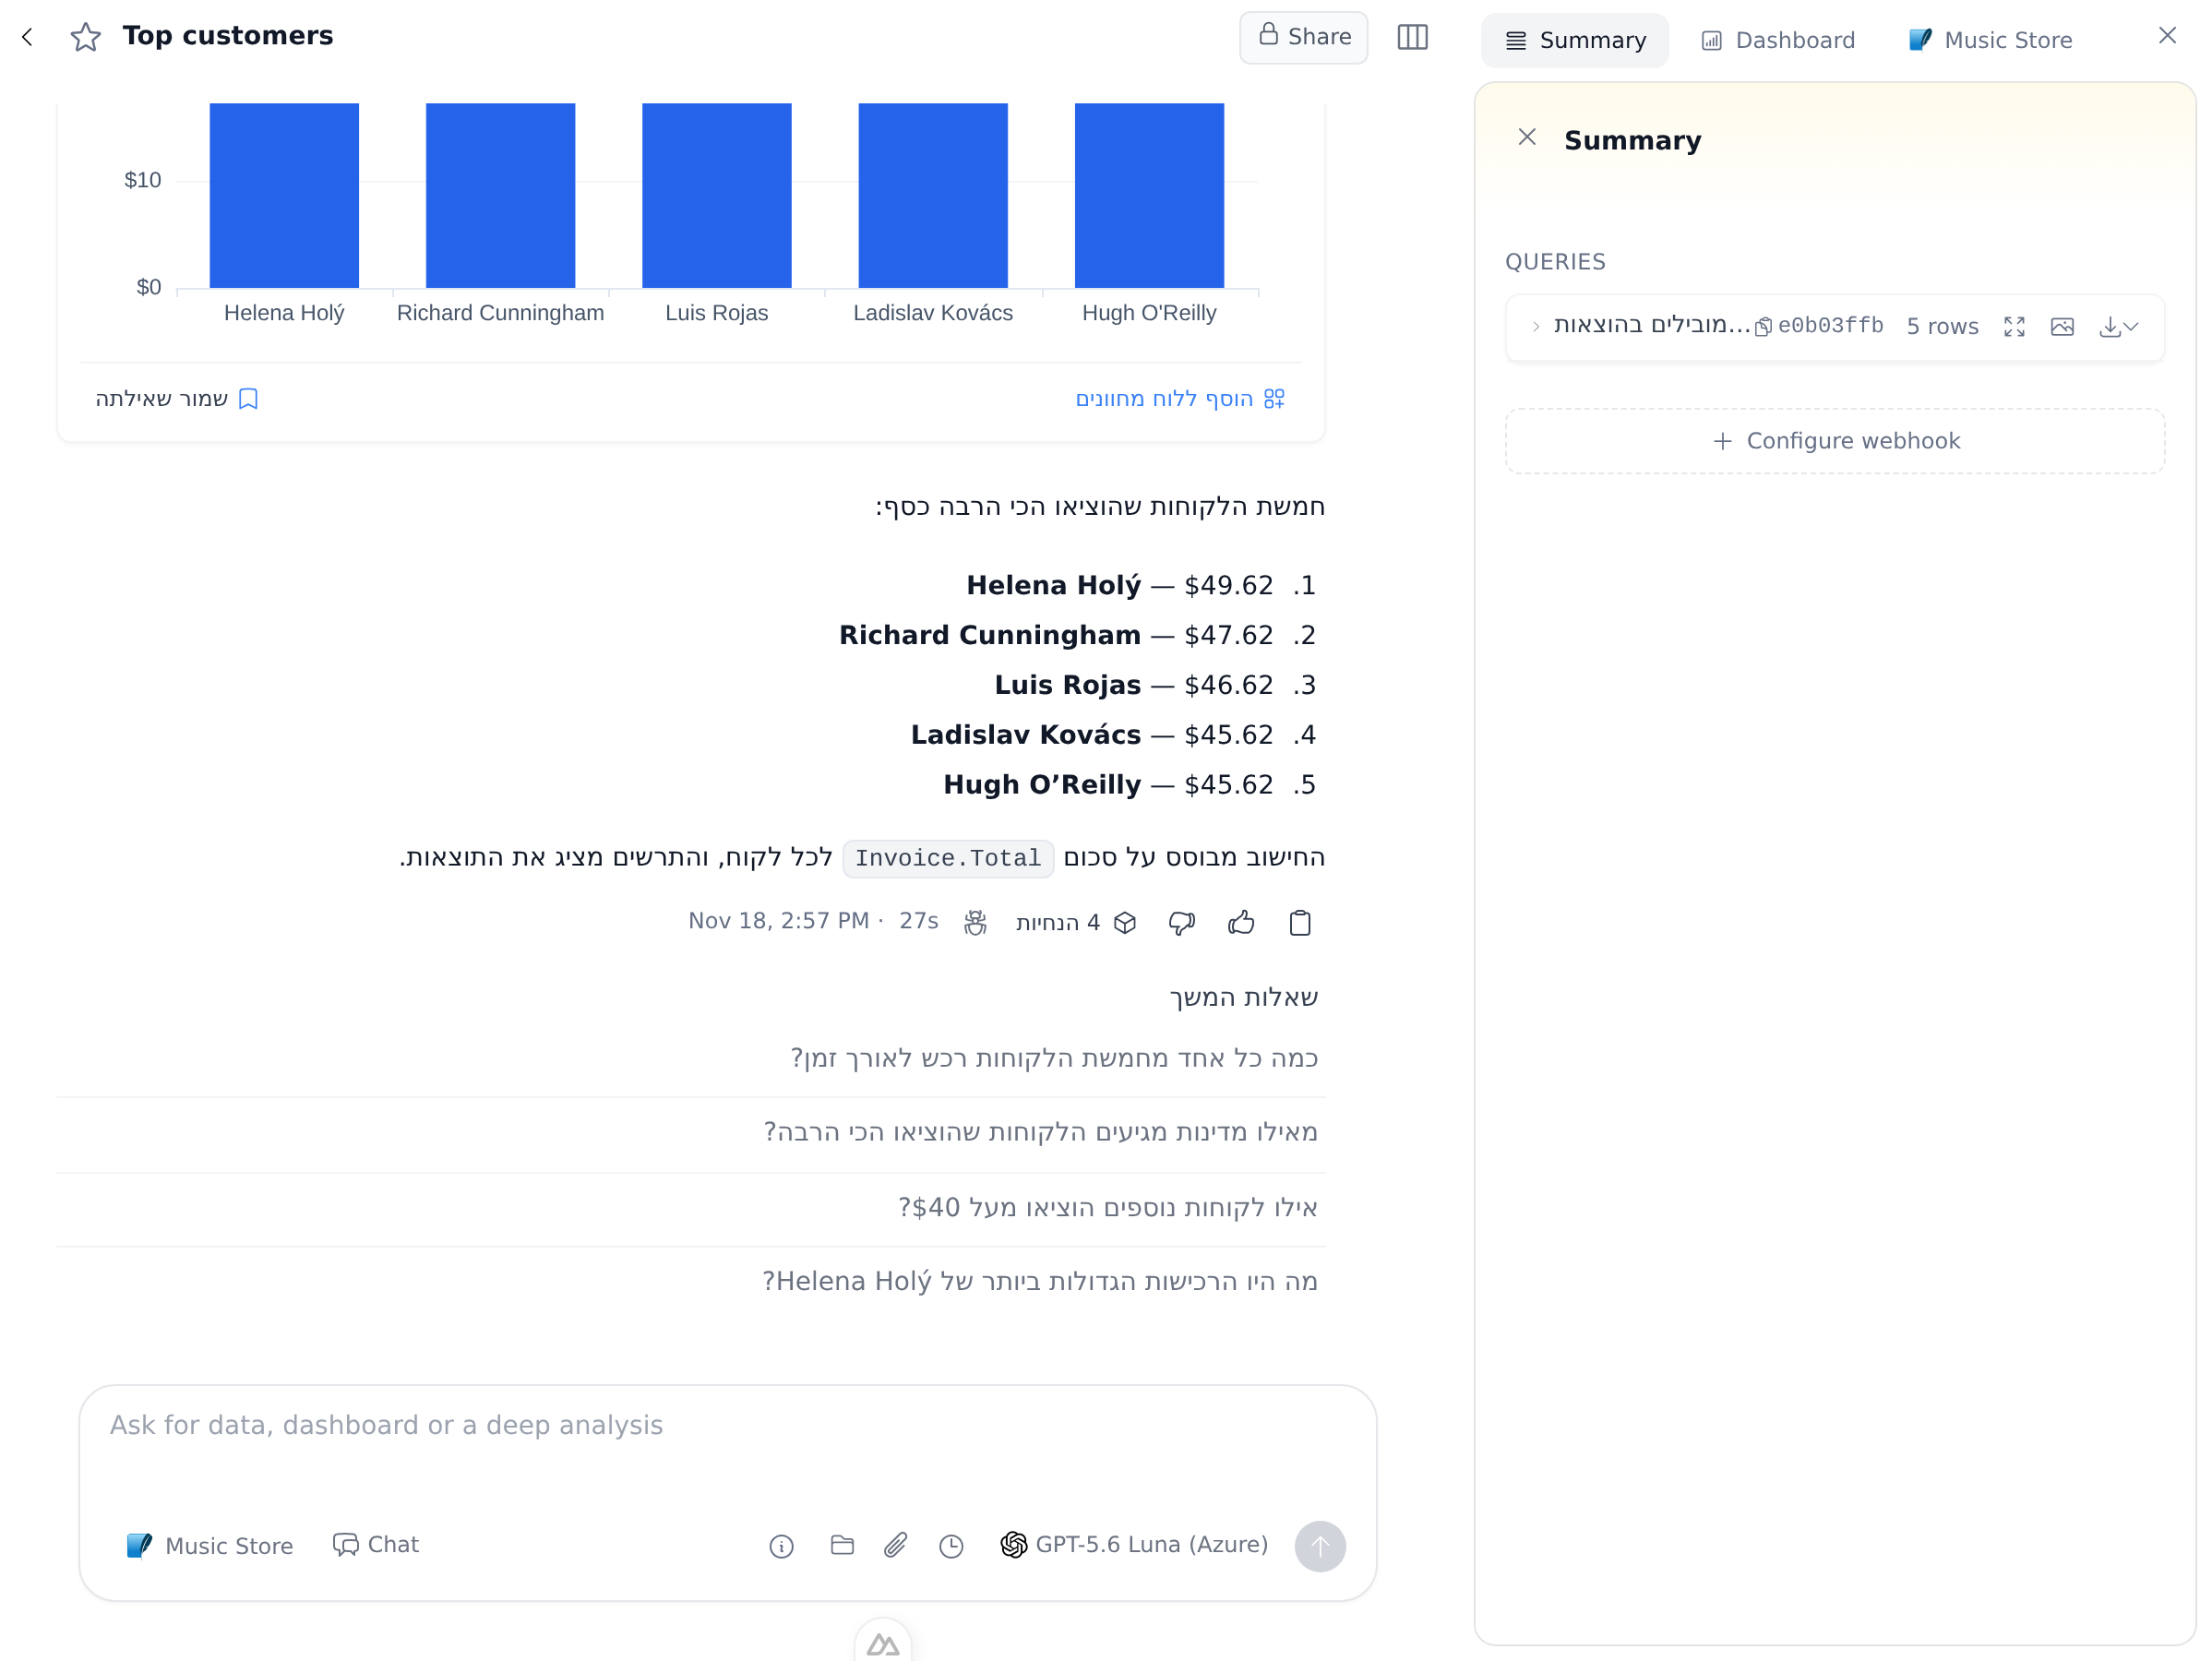 Top customers
Share
Summary
Dashboard
Music Store
$10
$0
Helena Holý
Richard Cunningham
Luis Rojas
Ladislav Kovács
Hugh O'Reilly
הוסף ללוח מחוונים
שמור שאילתה
חמשת הלקוחות שהוציאו הכי הרבה כסף:
1. Helena Holý — $49.62
2. Richard Cunningham — $47.62
3. Luis Rojas — $46.62
4. Ladislav Kovács — $45.62
5. Hugh O’Reilly — $45.62
החישוב מבוסס על סכום Invoice.Total לכל לקוח, והתרשים מציג את התוצאות.
4 הנחיות
Nov 18, 2:57 PM · 27s
שאלות המשך
כמה כל אחד מחמשת הלקוחות רכש לאורך זמן?
מאילו מדינות מגיעים הלקוחות שהוציאו הכי הרבה?
אילו לקוחות נוספים הוציאו מעל 40$?
מה היו הרכישות הגדולות ביותר של Helena Holý?
Ask for data, dashboard or a deep analysis
Music Store
Chat
GPT-5.6 Luna (Azure)
Summary
QUERIES
מובילים בהוצאות...
e0b03ffb
5 rows
Configure webhook